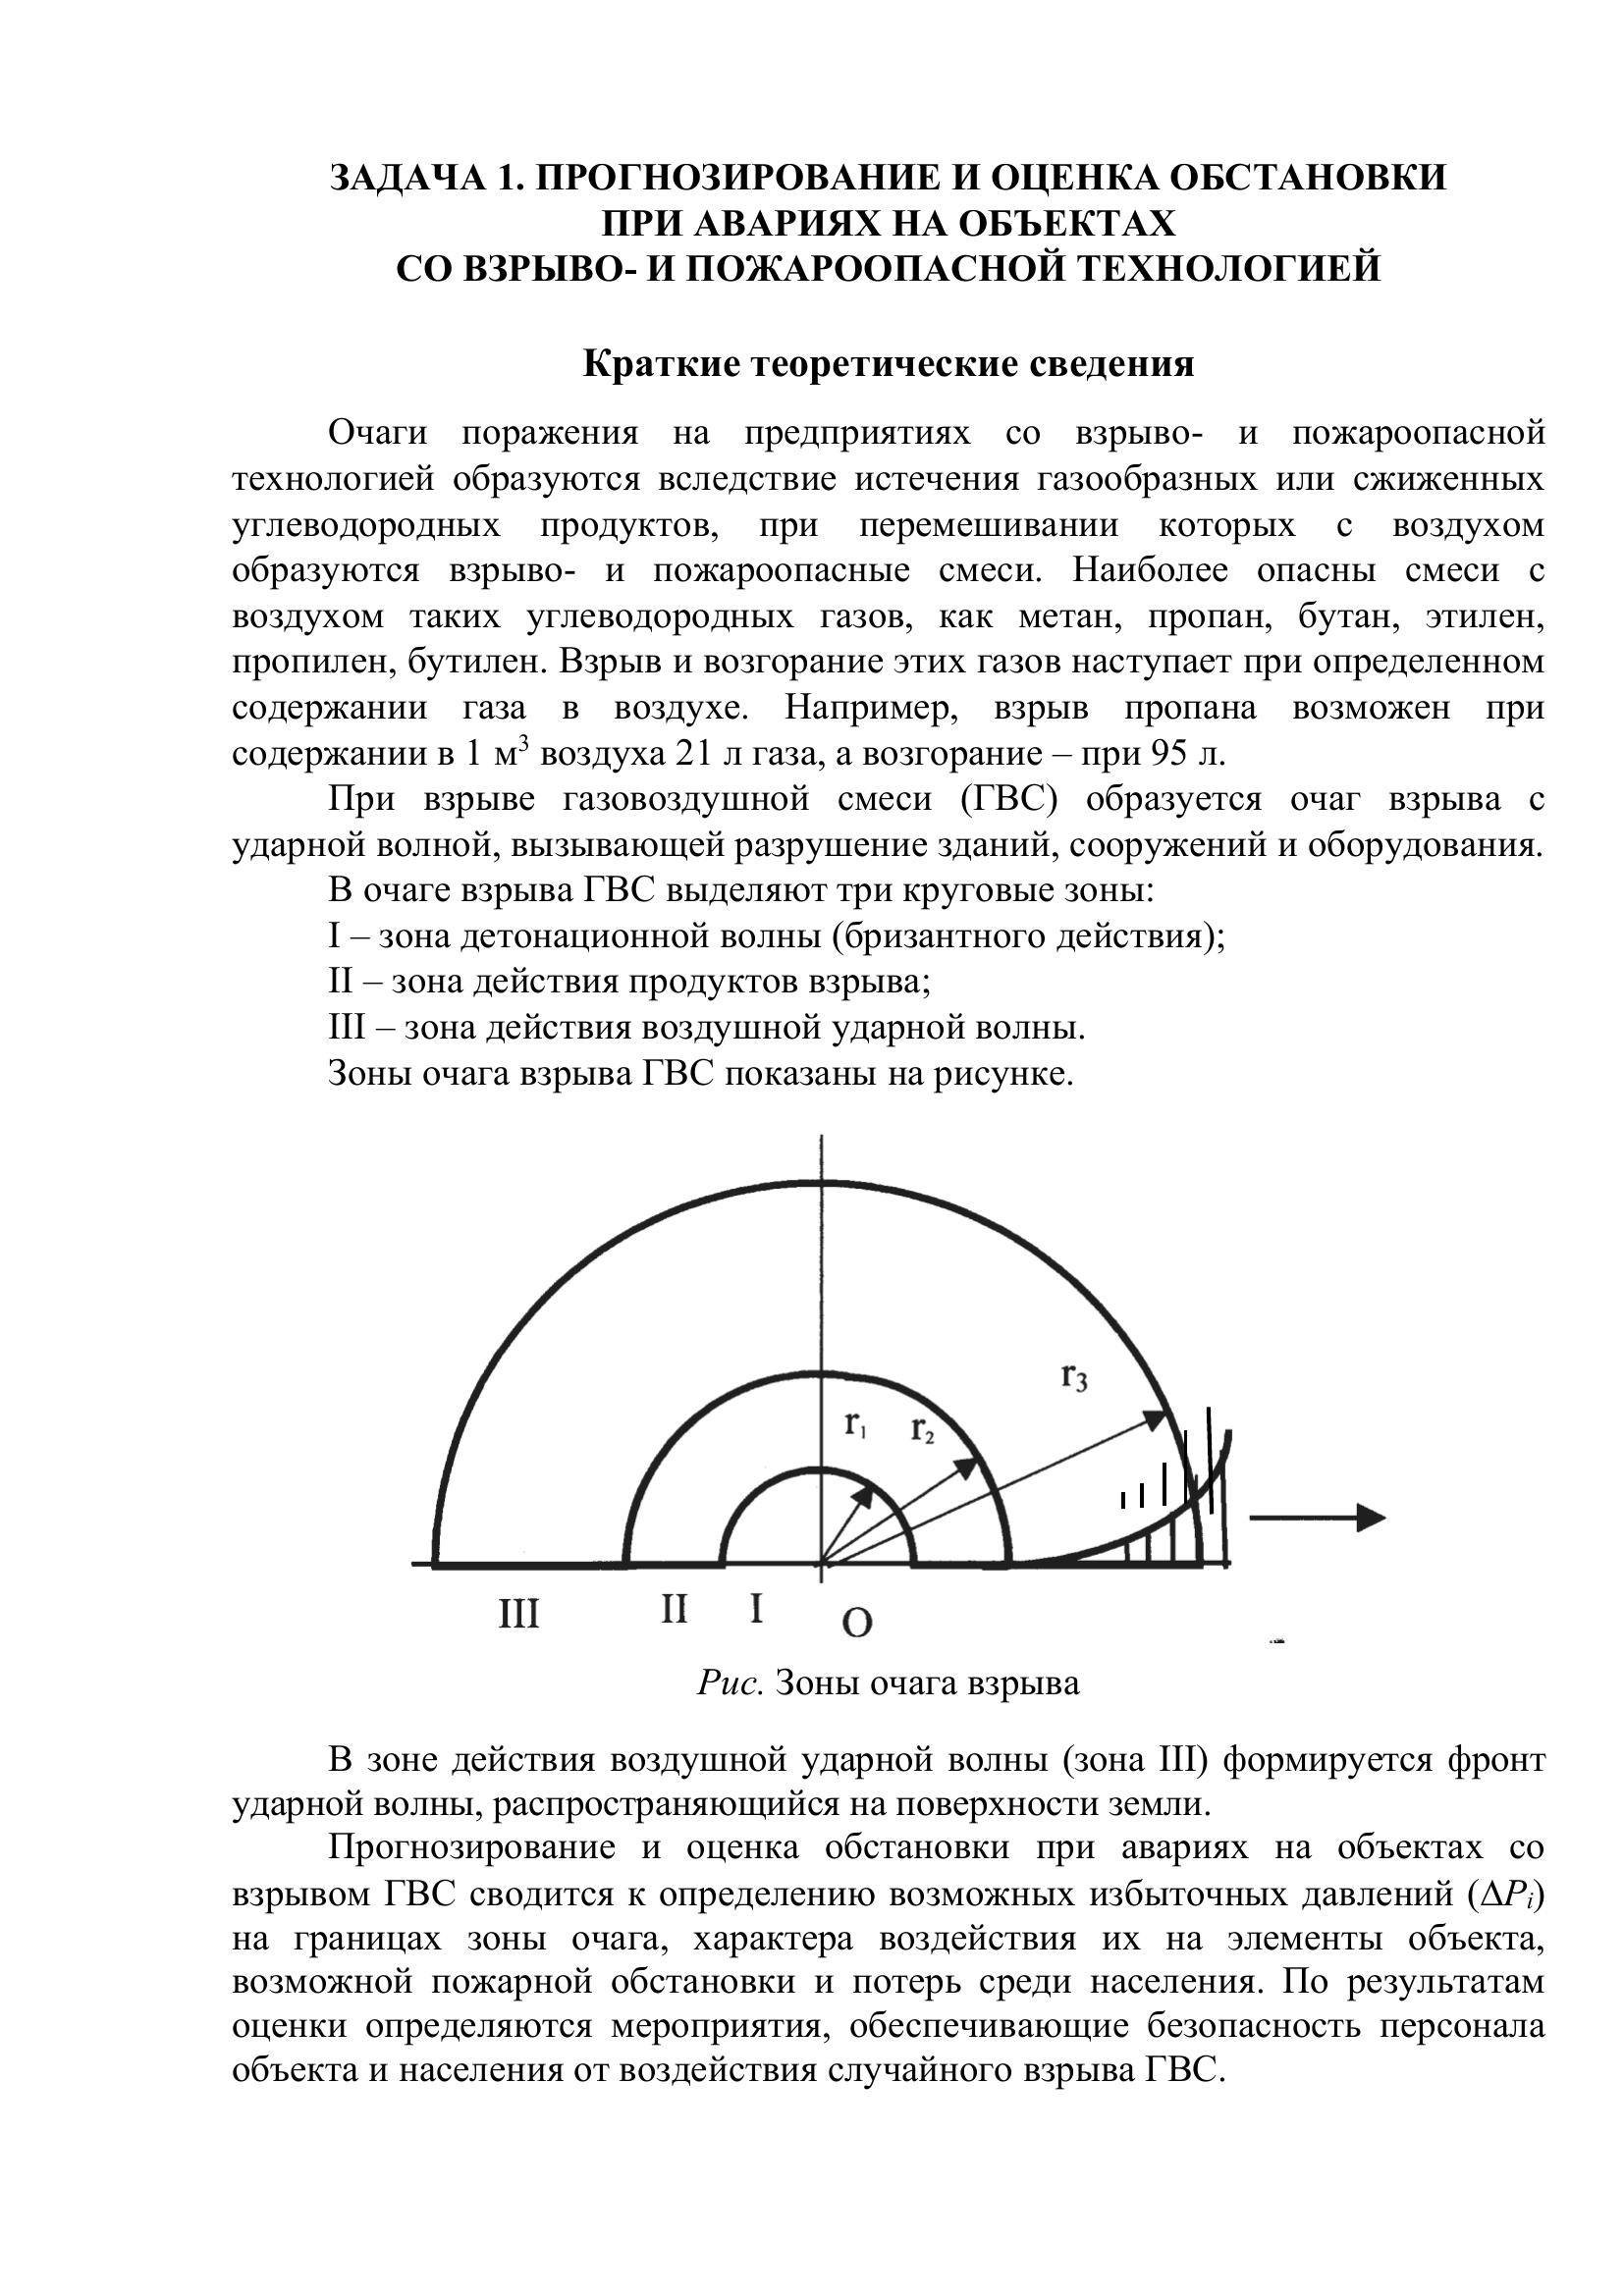 ЗАДАЧА 1. ПРОГНОЗИРОВАНИЕ И ОЦЕНКА ОБСТАНОВКИ
ПРИ АВАРИЯХ НА ОБЪЕКТАХ
СО ВЗРЫВО- И ПОЖАРООПАСНОЙ ТЕХНОЛОГИЕЙ
Краткие теоретические сведения
Очаги поражения на предприятиях со взрыво- и пожароопасной
технологией образуются вследствие истечения газообразных или сжиженных
углеводородных продуктов, при перемешивании которых с воздухом
образуются взрыво- и пожароопасные смеси. Наиболее опасны смеси с
воздухом таких углеводородных газов, как метан, пропан, бутан, этилен,
пропилен, бутилен. Взрыв и возгорание этих газов наступает при определенном
содержании газа в воздухе. Например, взрыв пропана возможен при
содержании в 1 м³ воздуха 21 л газа, а возгорание – при 95 л.
При взрыве газовоздушной смеси (ГВС) образуется очаг взрыва с
ударной волной, вызывающей разрушение зданий, сооружений и оборудования.
В очаге взрыва ГВС выделяют три круговые зоны:
I – зона детонационной волны (бризантного действия);
II – зона действия продуктов взрыва;
III – зона действия воздушной ударной волны.
Зоны очага взрыва ГВС показаны на рисунке.
r₃
r₁ r₂
III II I O
Рис. Зоны очага взрыва
В зоне действия воздушной ударной волны (зона III) формируется фронт
ударной волны, распространяющийся на поверхности земли.
Прогнозирование и оценка обстановки при авариях на объектах со
взрывом ГВС сводится к определению возможных избыточных давлений (ΔPᵢ)
на границах зоны очага, характера воздействия их на элементы объекта,
возможной пожарной обстановки и потерь среди населения. По результатам
оценки определяются мероприятия, обеспечивающие безопасность персонала
объекта и населения от воздействия случайного взрыва ГВС.